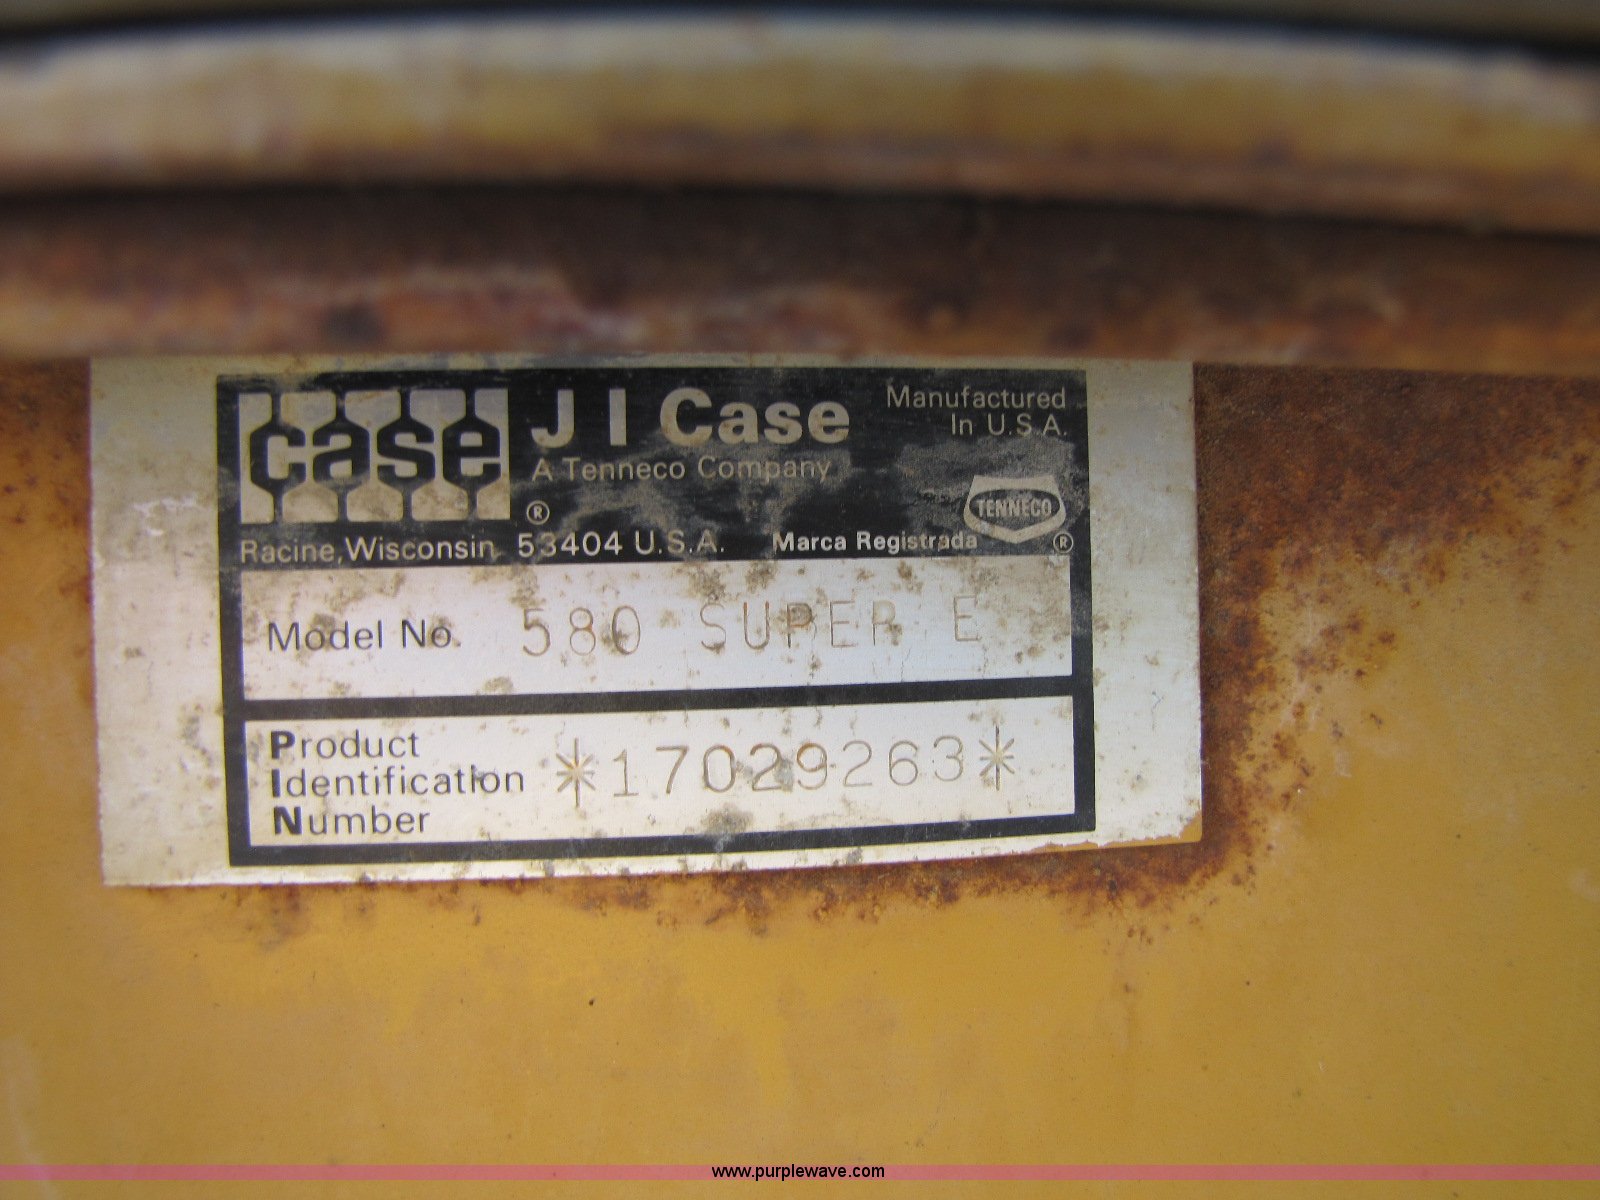 case ®
J I Case
A Tenneco Company
Manufactured
In U.S.A.
TENNECO ®
Racine, Wisconsin 53404 U.S.A. Marca Registrada
Model No. 580 SUPER E
Product
Identification
Number
*17029263*
www.purplewave.com